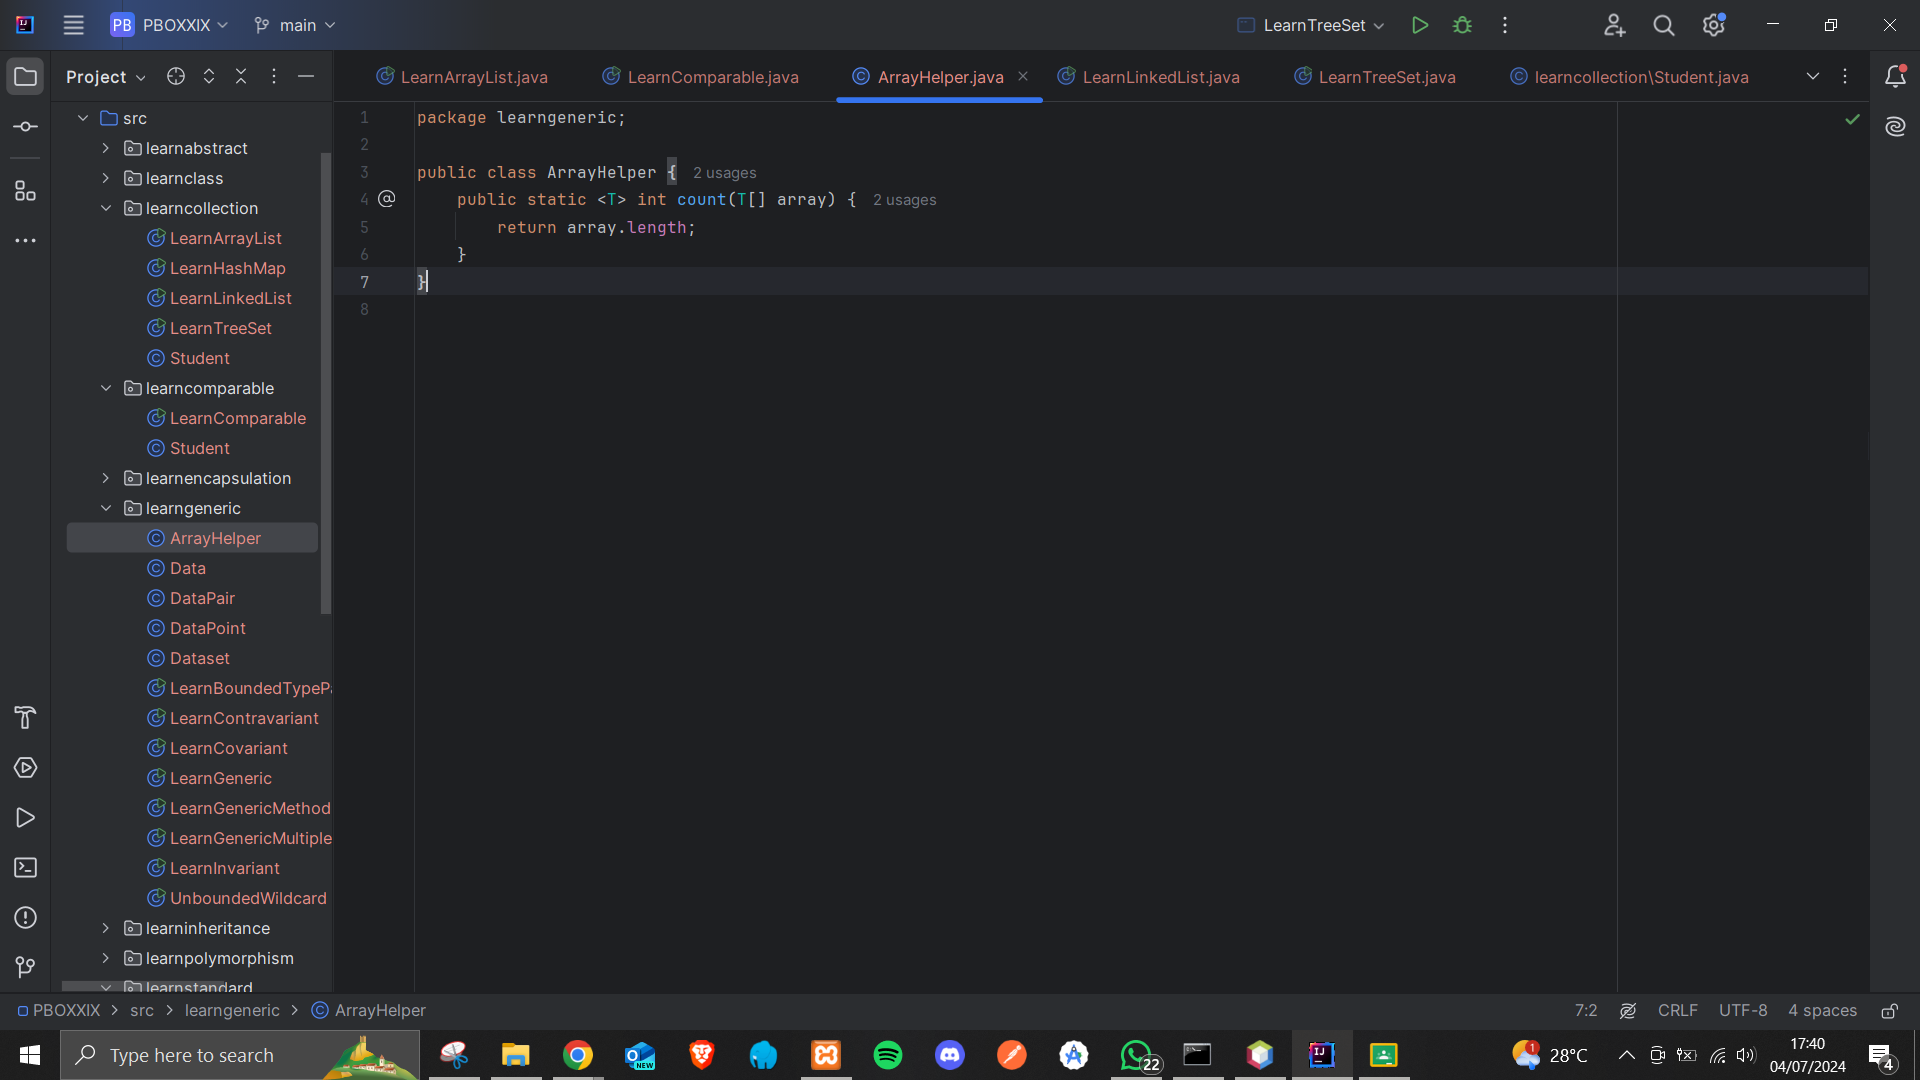 PB PBOXXIX main LearnTreeSet
Project LearnArrayList.java LearnComparable.java ArrayHelper.java LearnLinkedList.java LearnTreeSet.java learncollection\Student.java
src
learnabstract
learnclass
learncollection
LearnArrayList
LearnHashMap
LearnLinkedList
LearnTreeSet
Student
learncomparable
LearnComparable
Student
learnencapsulation
learngeneric
ArrayHelper
Data
DataPair
DataPoint
Dataset
LearnBoundedTypePa
LearnContravariant
LearnCovariant
LearnGeneric
LearnGenericMethod
LearnGenericMultiple
LearnInvariant
UnboundedWildcard
learninheritance
learnpolymorphism
learnstandard
1 package learngeneric;
2
3 public class ArrayHelper { 2 usages
4 @ public static <T> int count(T[] array) { 2 usages
5 return array.length;
6 }
7 }
8
PBOXXIX > src > learngeneric > ArrayHelper 7:2 CRLF UTF-8 4 spaces
Type here to search NEW 22 1 28°C 17:40
04/07/2024 4